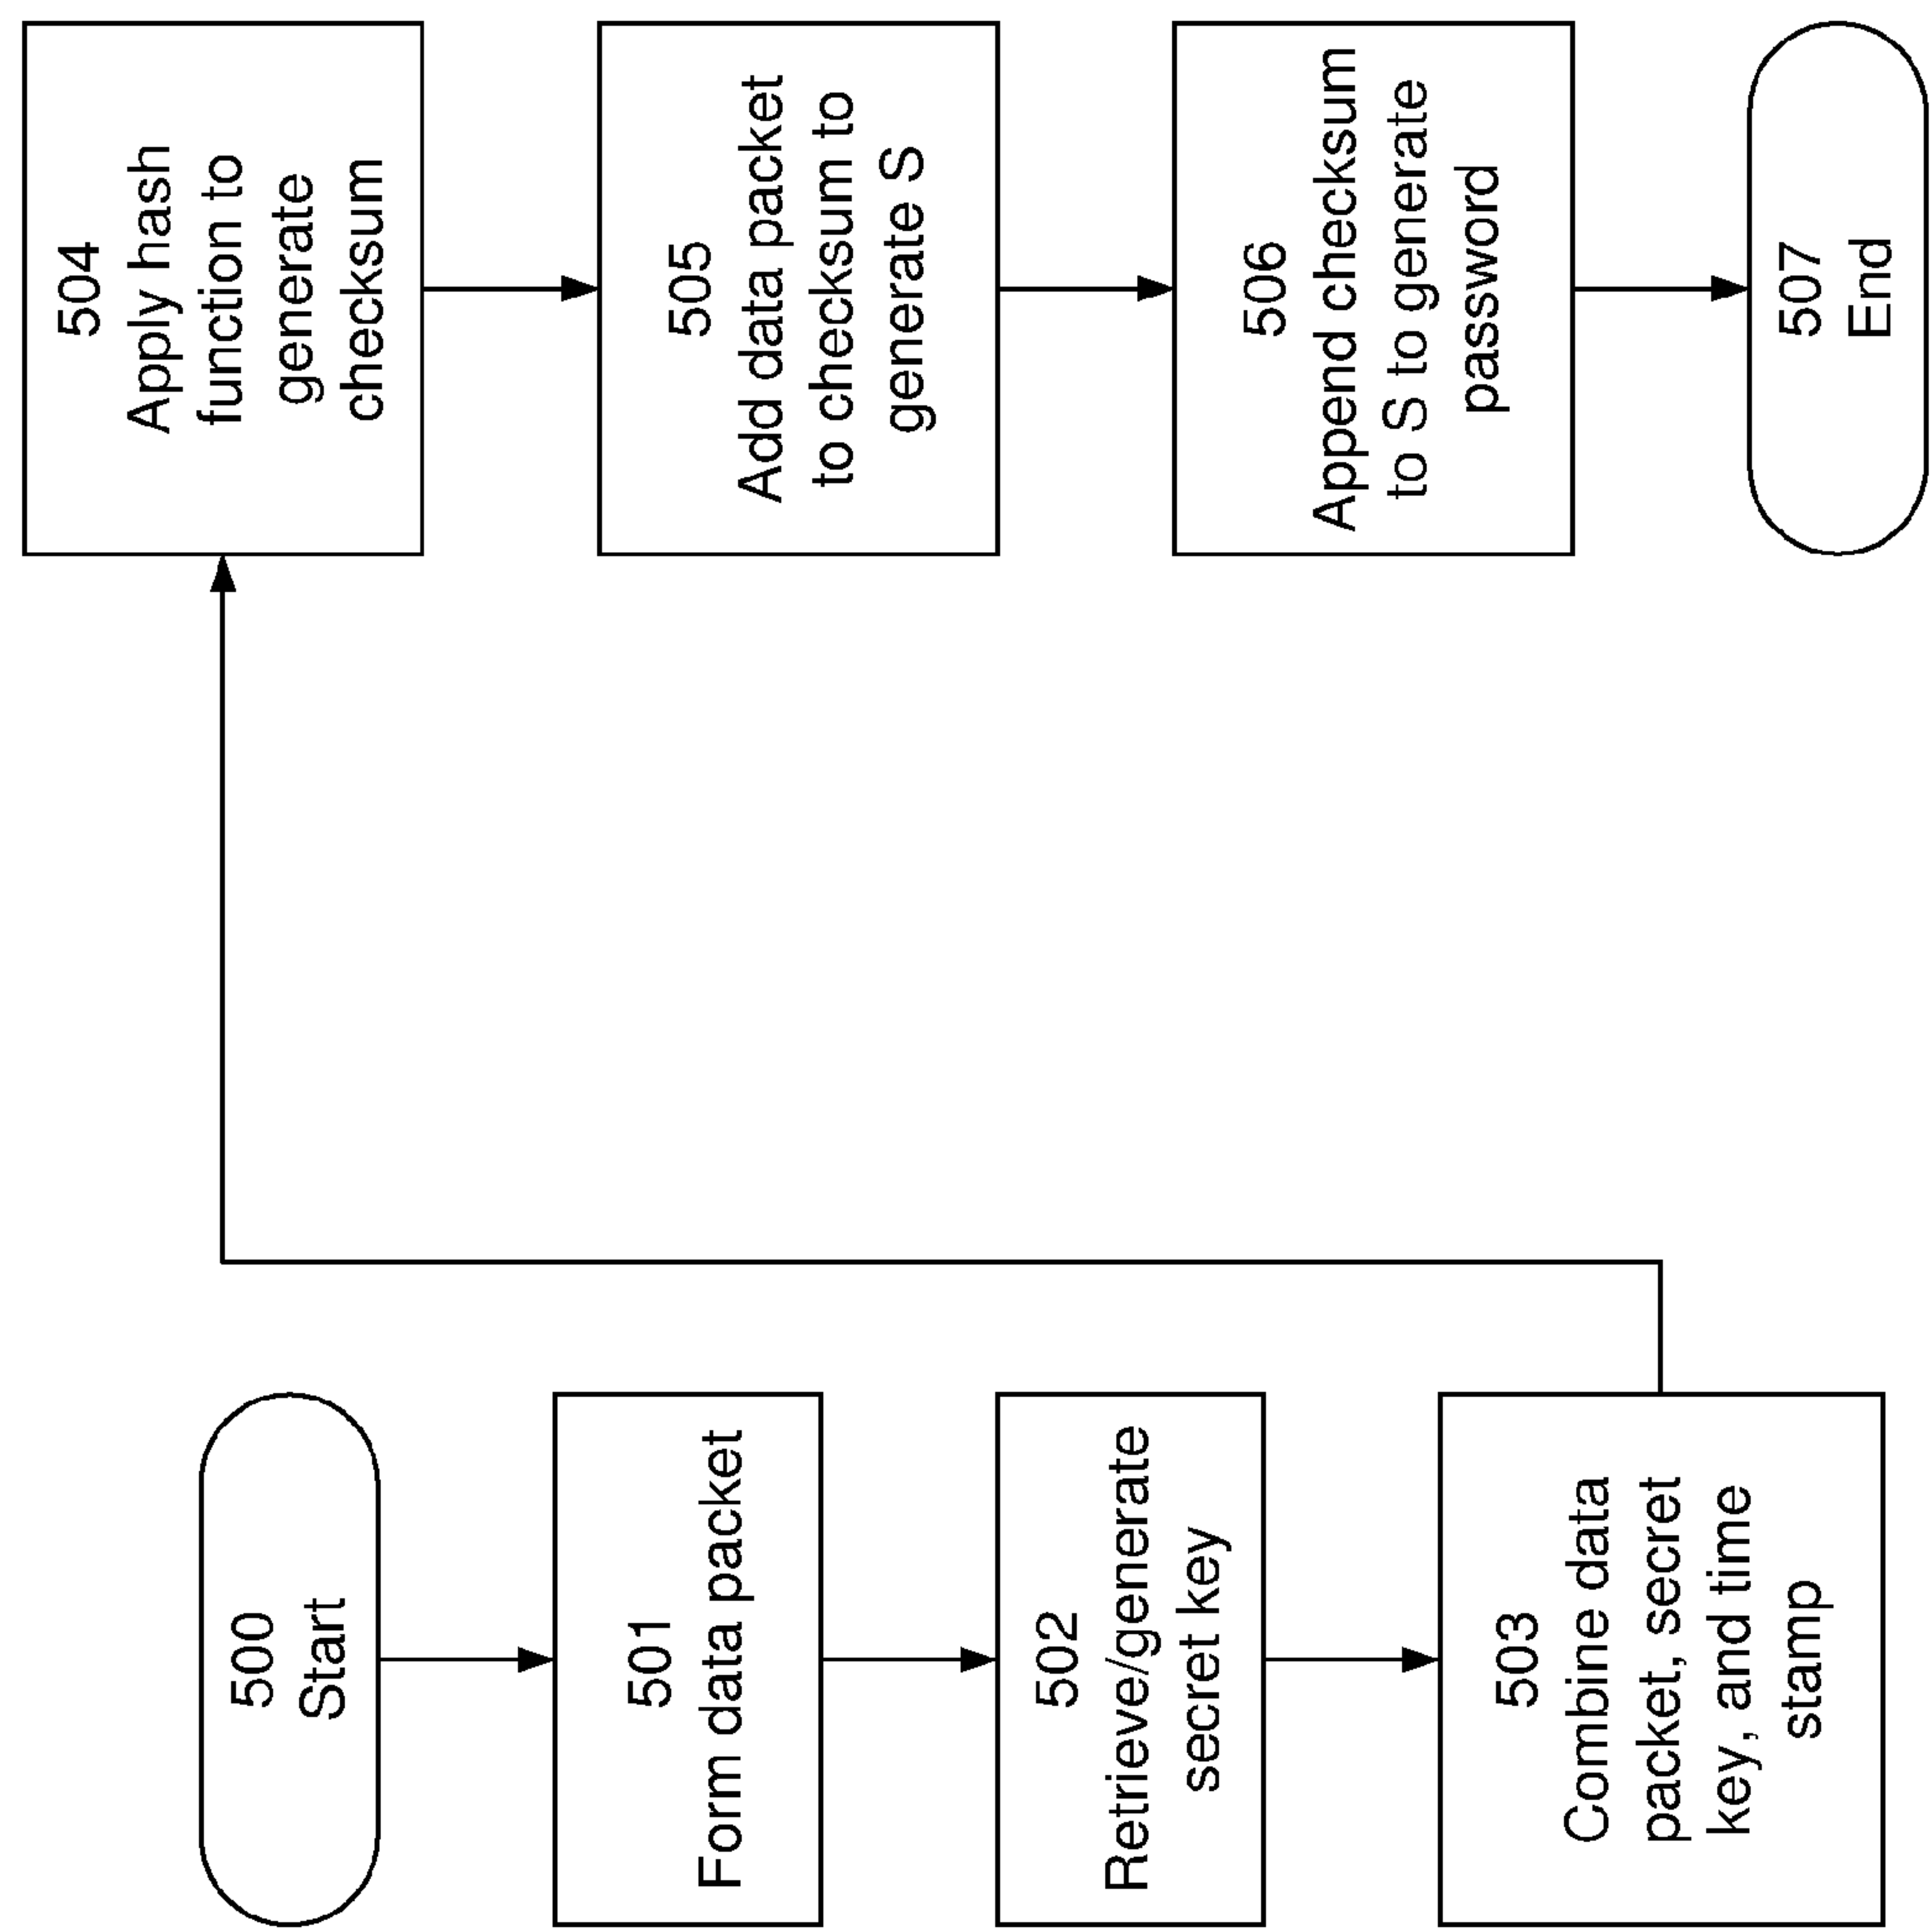 500
Start
501
Form data packet
502
Retrieve/generate
secret key
503
Combine data
packet, secret
key, and time
stamp
504
Apply hash
function to
generate
checksum
505
Add data packet
to checksum to
generate S
506
Append checksum
to S to generate
password
507
End